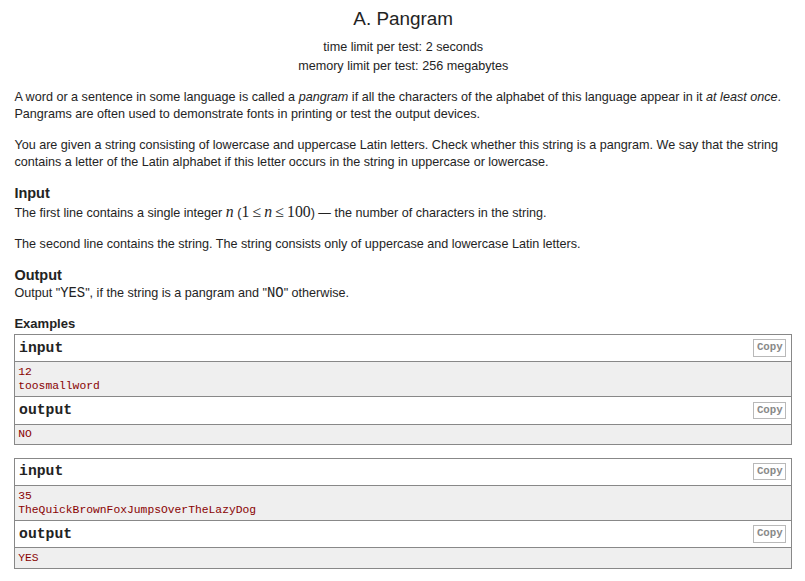 A. Pangram
time limit per test: 2 seconds
memory limit per test: 256 megabytes
A word or a sentence in some language is called a pangram if all the characters of the alphabet of this language appear in it at least once.
Pangrams are often used to demonstrate fonts in printing or test the output devices.
You are given a string consisting of lowercase and uppercase Latin letters. Check whether this string is a pangram. We say that the string
contains a letter of the Latin alphabet if this letter occurs in the string in uppercase or lowercase.
Input
The first line contains a single integer n (1 ≤ n ≤ 100) — the number of characters in the string.
The second line contains the string. The string consists only of uppercase and lowercase Latin letters.
Output
Output "YES", if the string is a pangram and "NO" otherwise.
Examples
input Copy
12
toosmallword
output Copy
NO
input Copy
35
TheQuickBrownFoxJumpsOverTheLazyDog
output Copy
YES